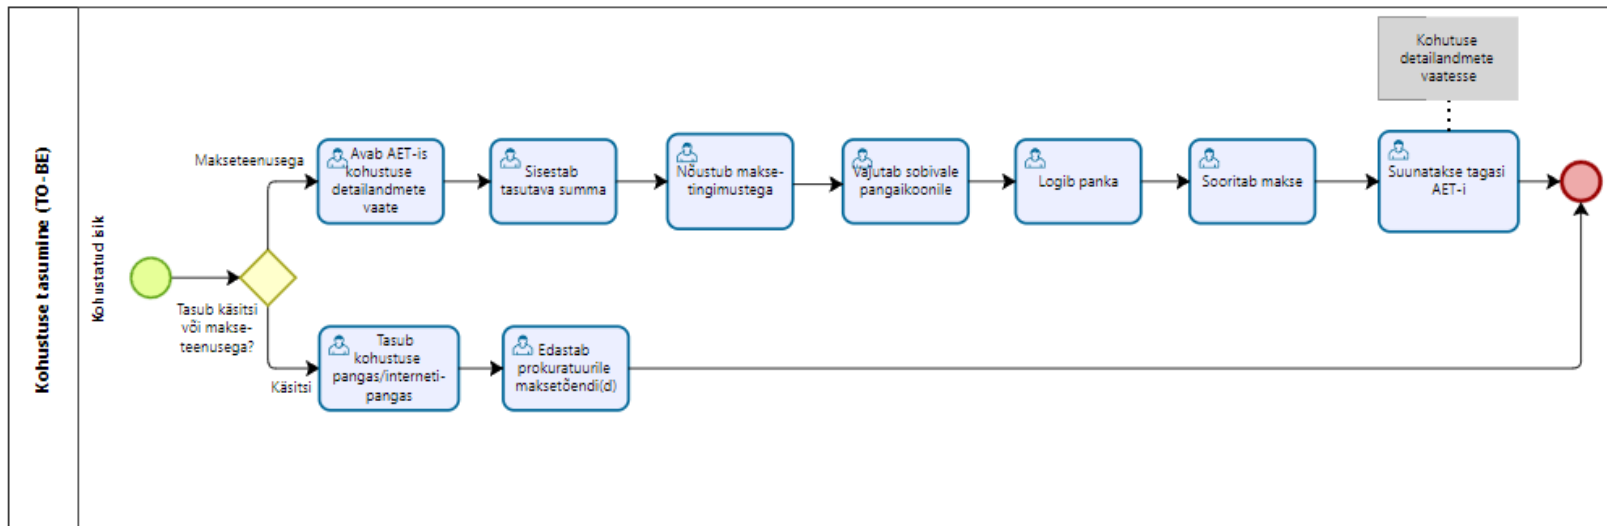 Kohustuse tasumine (TO-BE)
Kohustatud isik
Tasub käsitsi
või makse-
teenusega?
Makseteenusega
Avab AET-is
kohustuse
detailandmete
vaate
Sisestab
tasutava summa
Nõustub makse-
tingimustega
Vajutab sobivale
pangaikoonile
Logib panka
Sooritab makse
Suunatakse tagasi
AET-i
Kohutuse
detailandmete
vaatesse
Käsitsi
Tasub
kohustuse
pangas/interneti-
pangas
Edastab
prokuratuurile
maksetõendi(d)